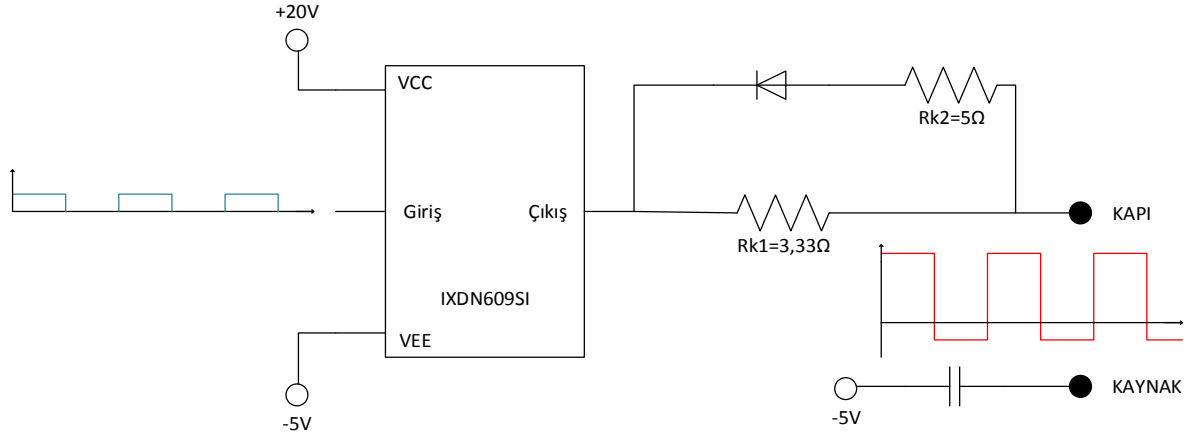 +20V
VCC
Rk2=5Ω
Giriş
Çıkış
KAPI
Rk1=3,33Ω
IXDN609SI
VEE
-5V
-5V
KAYNAK